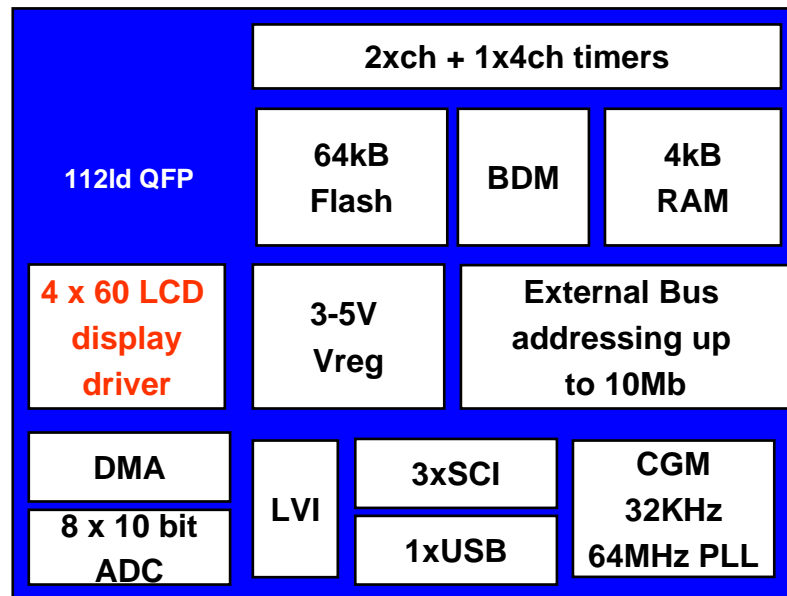 2xch + 1x4ch timers
112ld QFP
64kB
Flash
BDM
4kB
RAM
4 x 60 LCD
display
driver
3-5V
Vreg
External Bus
addressing up
to 10Mb
DMA
8 x 10 bit
ADC
LVI
3xSCI
1xUSB
CGM
32KHz
64MHz PLL